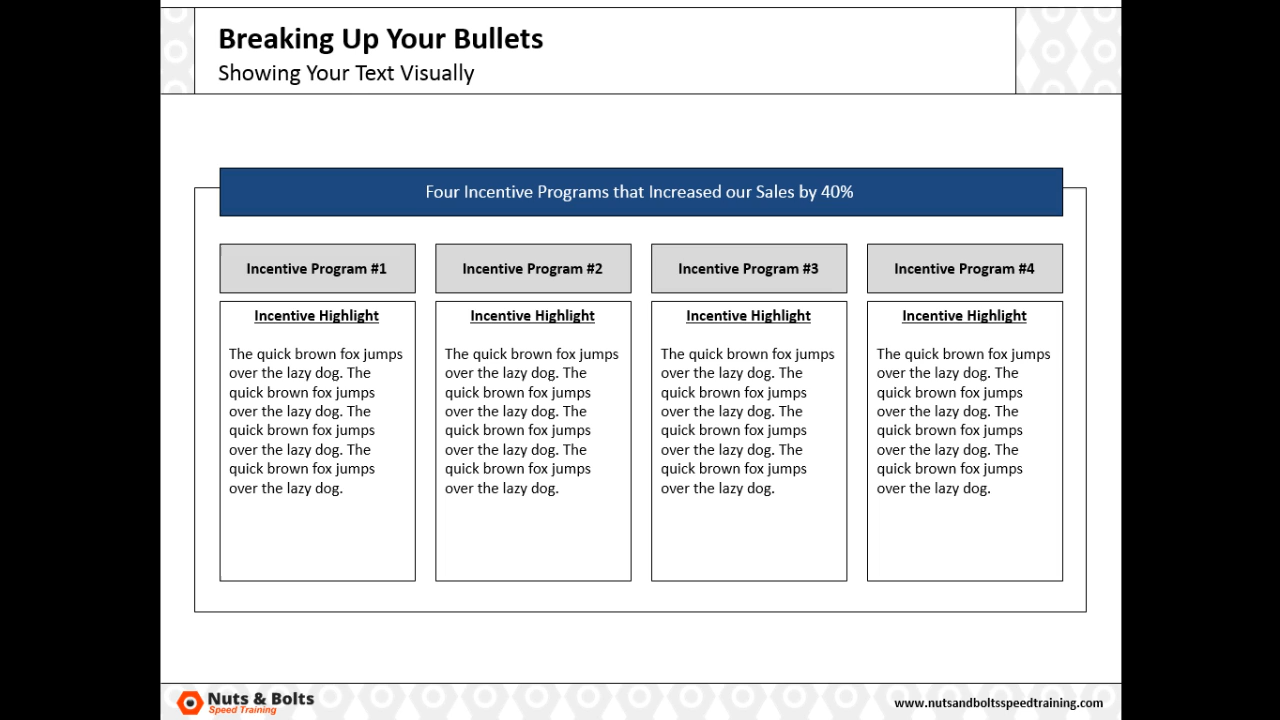 Breaking Up Your Bullets
Showing Your Text Visually
Four Incentive Programs that Increased our Sales by 40%
Incentive Program #1
Incentive Highlight
The quick brown fox jumps
over the lazy dog. The
quick brown fox jumps
over the lazy dog. The
quick brown fox jumps
over the lazy dog. The
quick brown fox jumps
over the lazy dog.
Incentive Program #2
Incentive Highlight
The quick brown fox jumps
over the lazy dog. The
quick brown fox jumps
over the lazy dog. The
quick brown fox jumps
over the lazy dog. The
quick brown fox jumps
over the lazy dog.
Incentive Program #3
Incentive Highlight
The quick brown fox jumps
over the lazy dog. The
quick brown fox jumps
over the lazy dog. The
quick brown fox jumps
over the lazy dog. The
quick brown fox jumps
over the lazy dog.
Incentive Program #4
Incentive Highlight
The quick brown fox jumps
over the lazy dog. The
quick brown fox jumps
over the lazy dog. The
quick brown fox jumps
over the lazy dog. The
quick brown fox jumps
over the lazy dog.
Nuts & Bolts
Speed Training
www.nutsandboltsspeedtraining.com